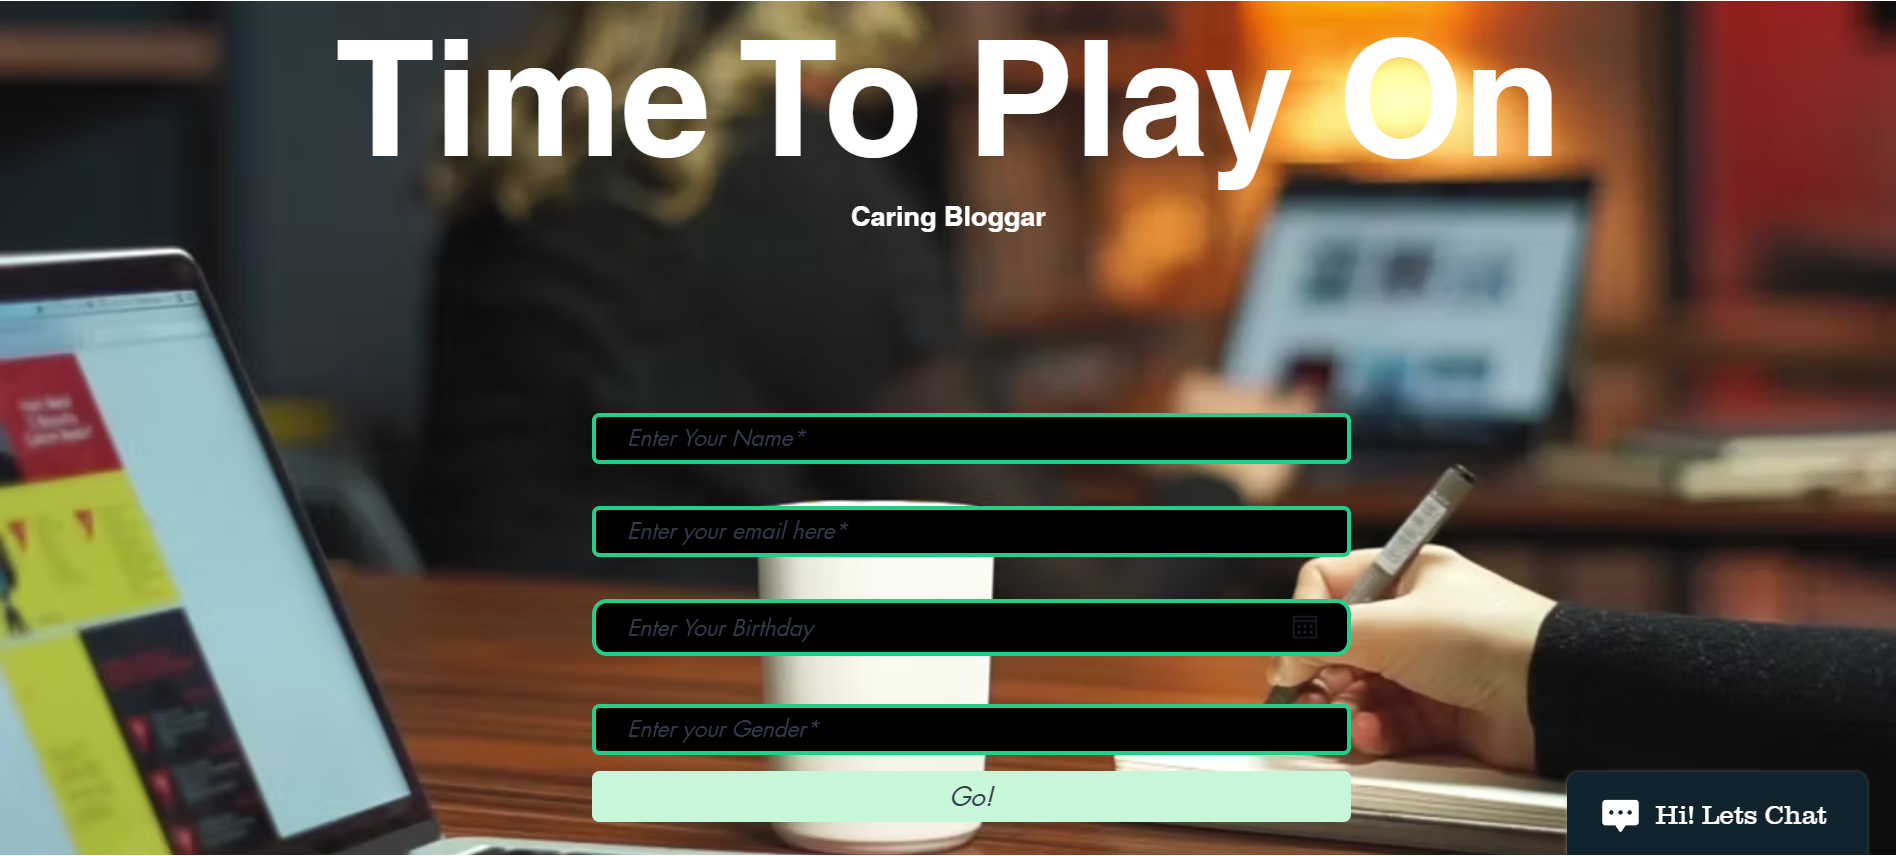 Time To Play On
Caring Bloggar
Enter Your Name*
Enter your email here*
Enter Your Birthday
Enter your Gender*
Go!
Hi! Lets Chat